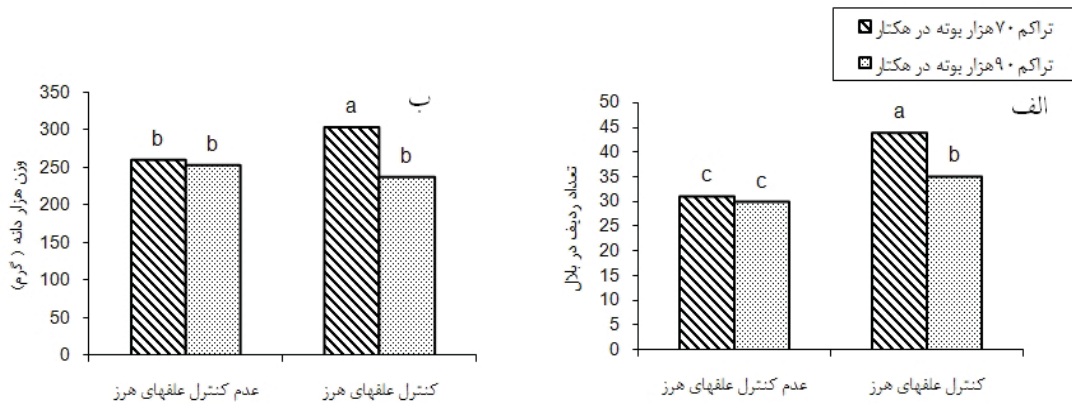 تراکم ۷۰هزار بوته در هکتار
تراکم ۹۰هزار بوته در هکتار
الف
تعداد ردیف در بلال
50
45
40
35
30
25
20
15
10
5
0
a
b
c
c
کنترل علفهای هرز
عدم کنترل علفهای هرز
ب
وزن هزار دانه ( گرم)
350
300
250
200
150
100
50
0
a
b
b
b
کنترل علفهای هرز
عدم کنترل علفهای هرز